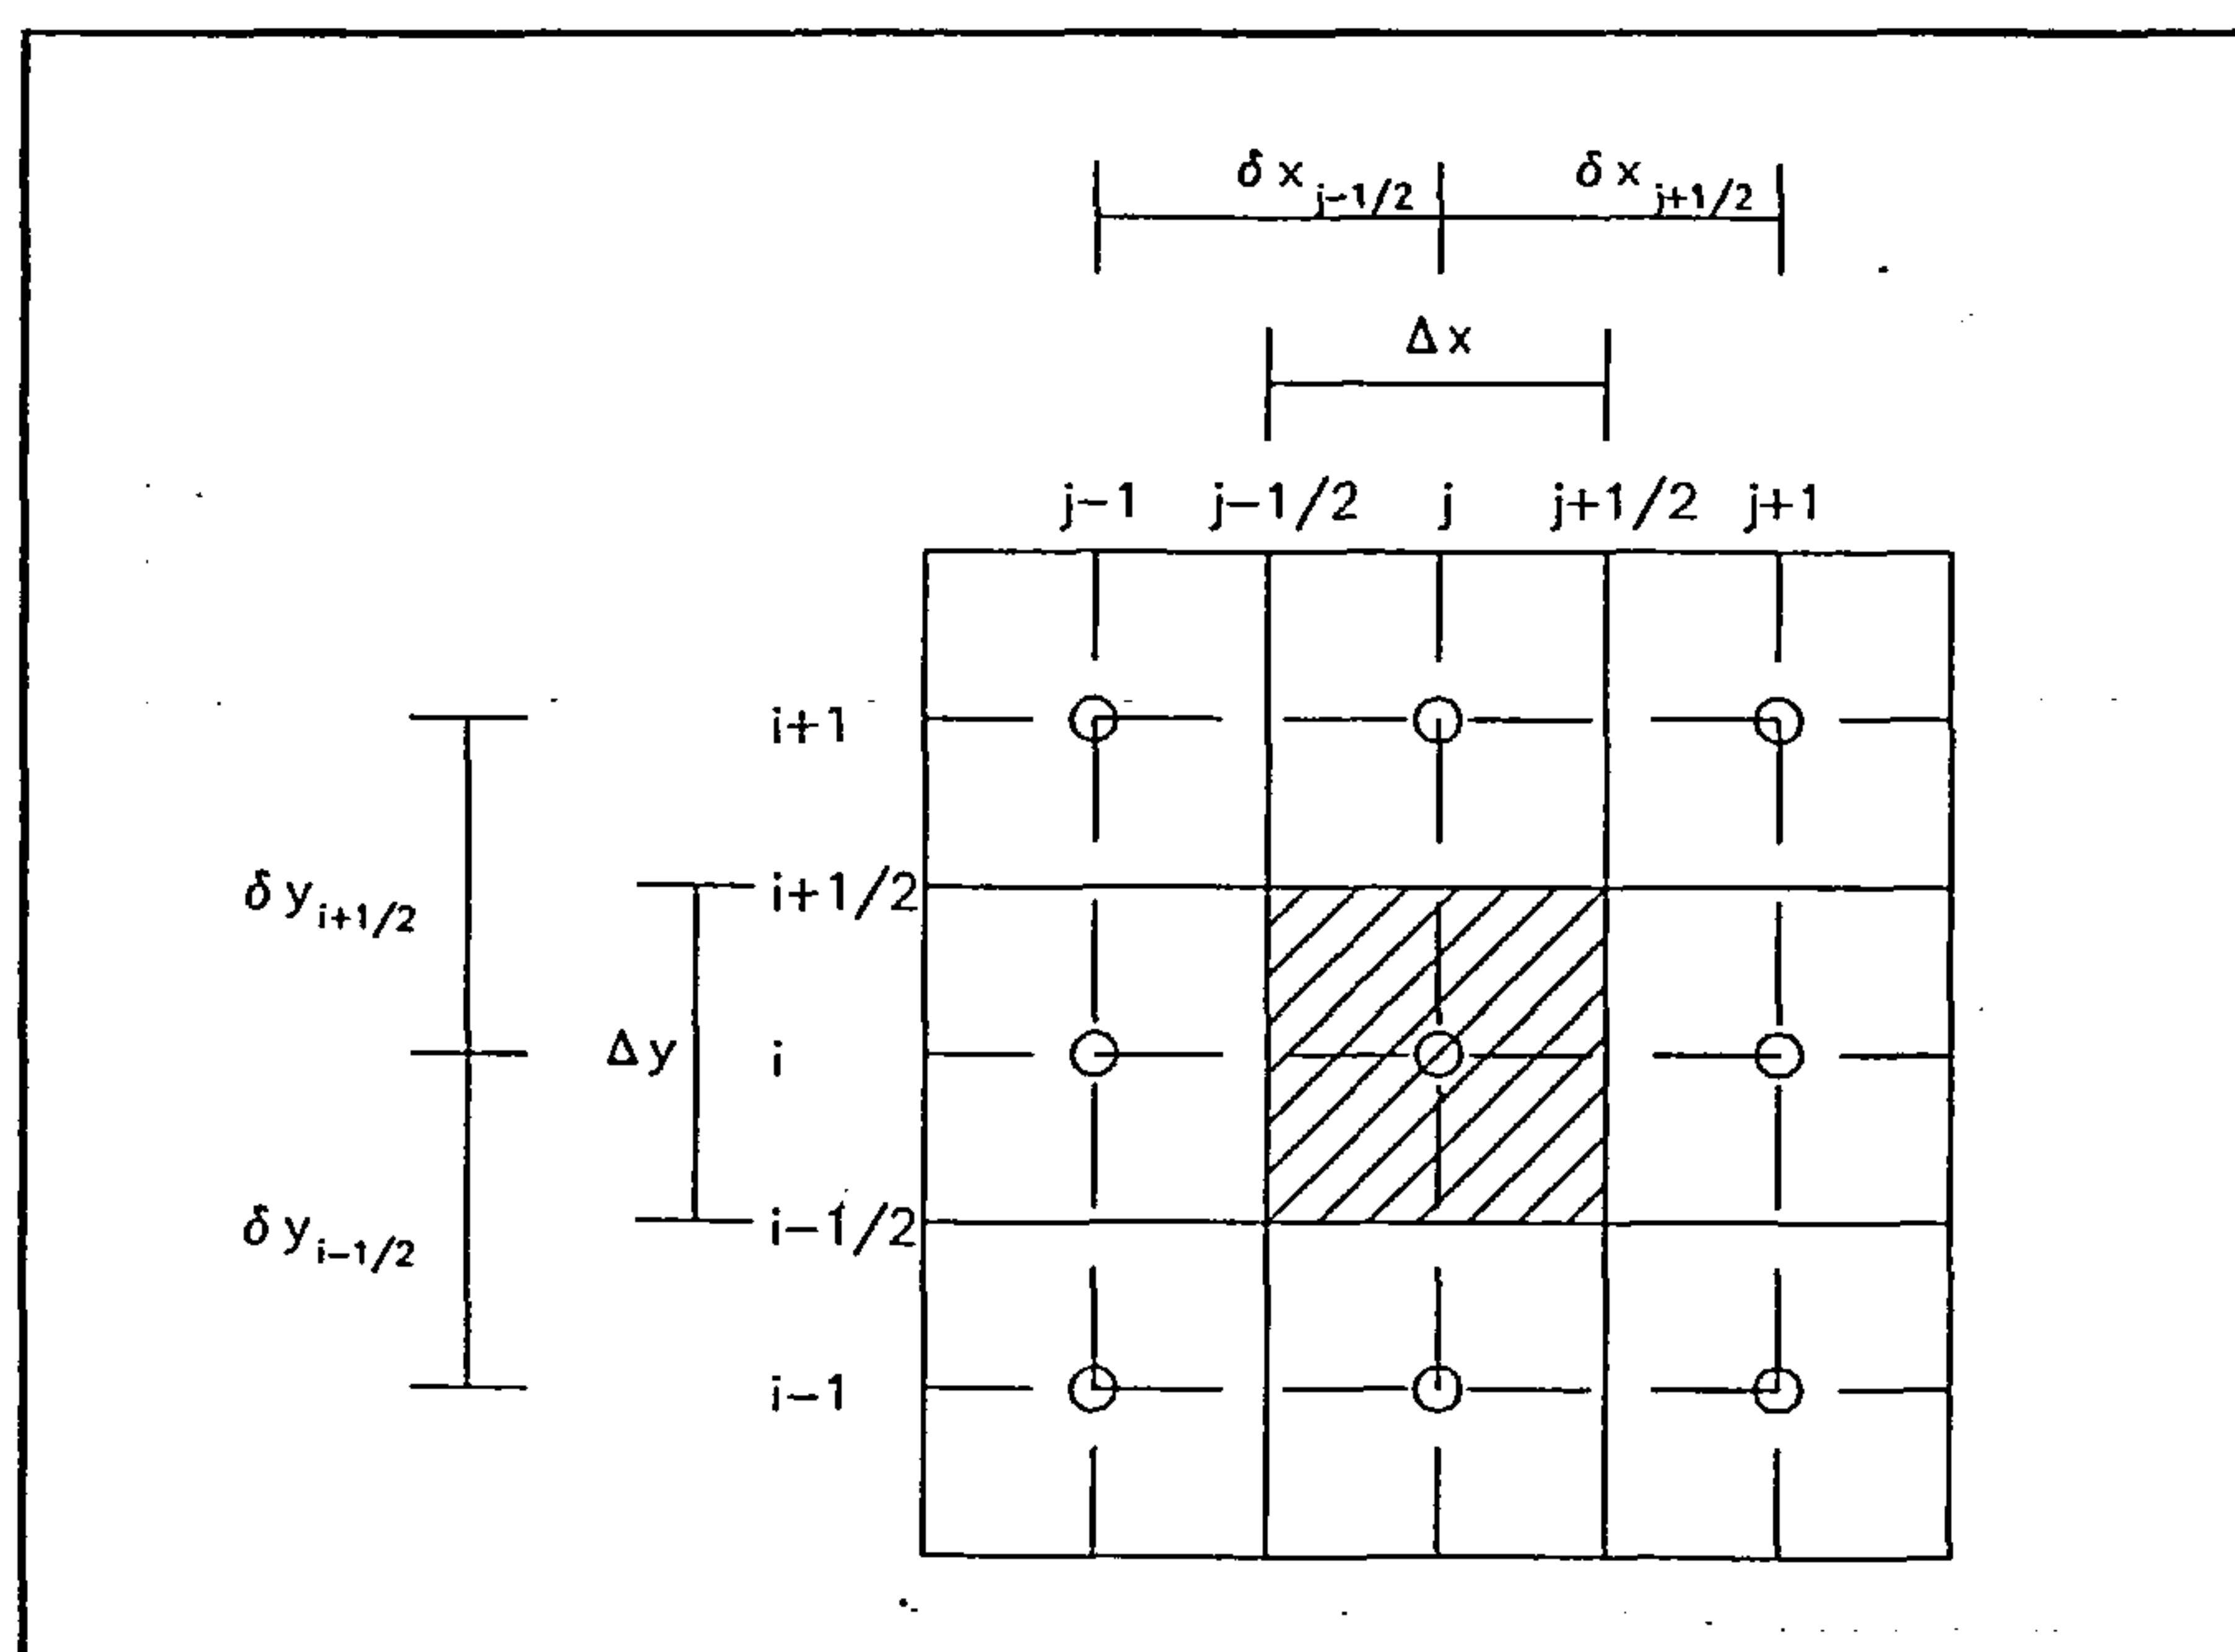 δx j-1/2 δx j+1/2
Δx
j-1 j-1/2 j j+1/2 j+1
i+1
δy i+1/2 i+1/2
Δy i
δy i-1/2 i-1/2
i-1